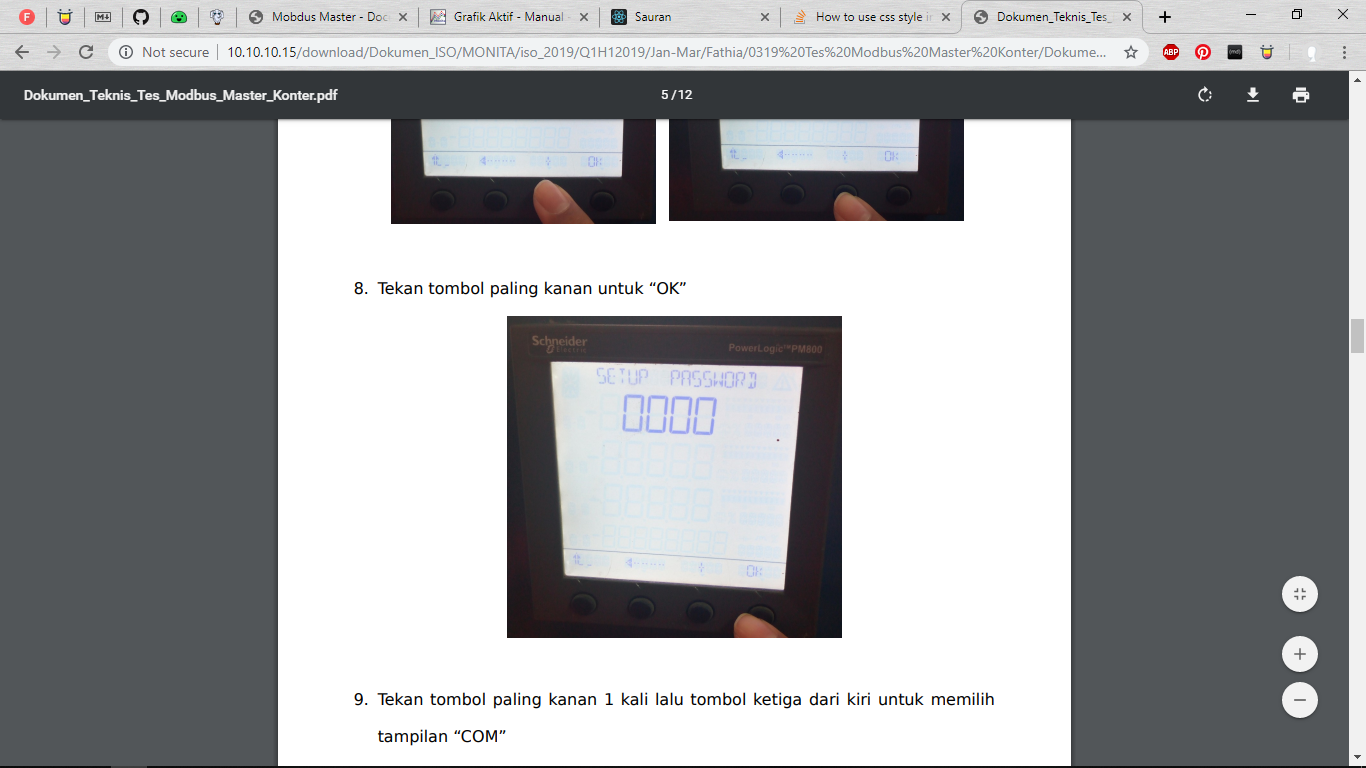 Mobdus Master - Doc
Grafik Aktif - Manual
Sauran
How to use css style i
Dokumen_Teknis_Tes_
Not secure
10.10.10.15/download/Dokumen_ISO/MONITA/iso_2019/Q1H12019/Jan-Mar/Fathia/0319%20Tes%20Modbus%20Master%20Konter/Dokume...
ABP
Dokumen_Teknis_Tes_Modbus_Master_Konter.pdf
5 / 12
OK
OK
8. Tekan tombol paling kanan untuk “OK”
Schneider
PowerLogic™PM800
SETUP PASSWORD
0000
OK
9. Tekan tombol paling kanan 1 kali lalu tombol ketiga dari kiri untuk memilih
tampilan “COM”